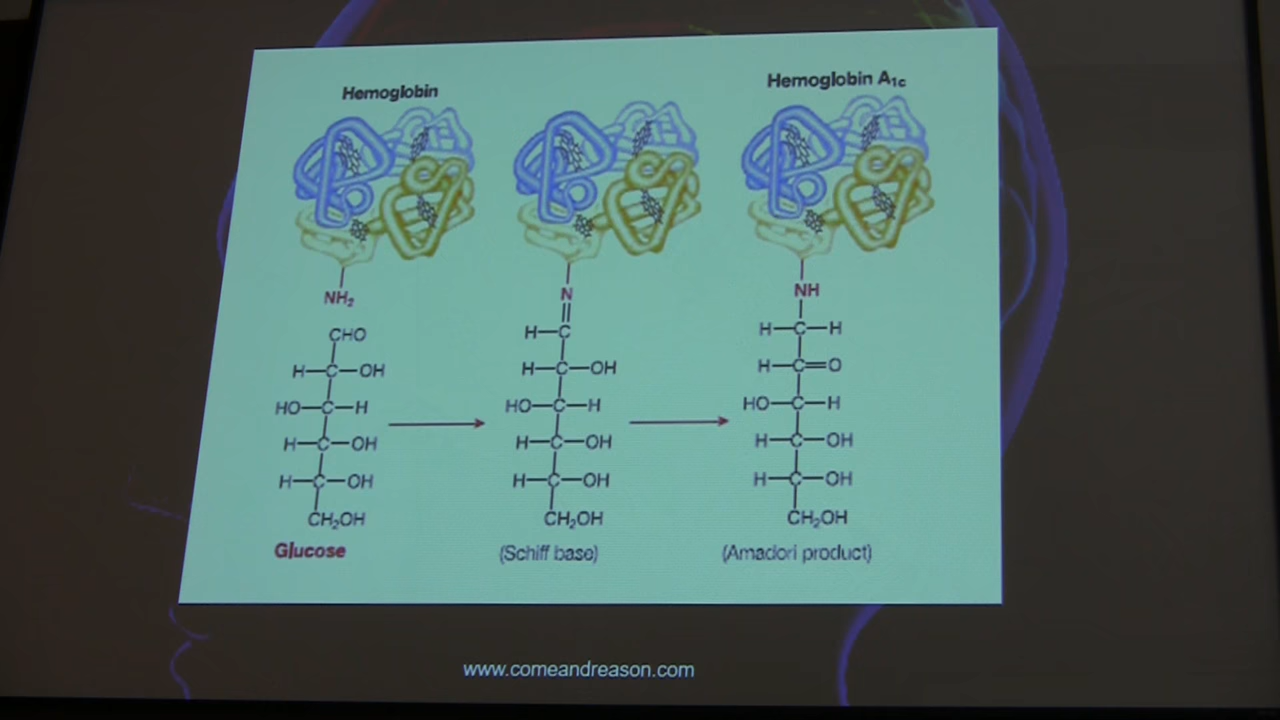 Hemoglobin
Hemoglobin A1c
NH₂
N
NH
CHO
H—C
H—C—H
H—C—OH
H—C—OH
H—C=O
HO—C—H
HO—C—H
HO—C—H
H—C—OH
H—C—OH
H—C—OH
H—C—OH
H—C—OH
H—C—OH
CH₂OH
CH₂OH
CH₂OH
Glucose
(Schiff base)
(Amadori product)
www.comeandreason.com